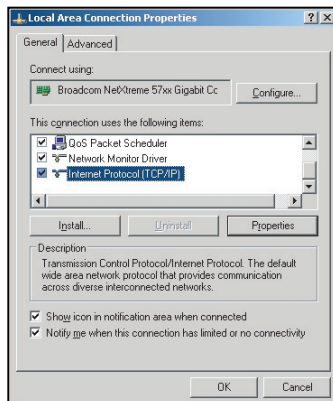 Local Area Connection Properties
General Advanced
Connect using:
Broadcom NetXtreme 57xx Gigabit Cc Configure...
This connection uses the following items:
QoS Packet Scheduler
Network Monitor Driver
Internet Protocol (TCP/IP)
Install... Uninstall Properties
Description
Transmission Control Protocol/Internet Protocol. The default
wide area network protocol that provides communication
across diverse interconnected networks.
Show icon in notification area when connected
Notify me when this connection has limited or no connectivity
OK Cancel